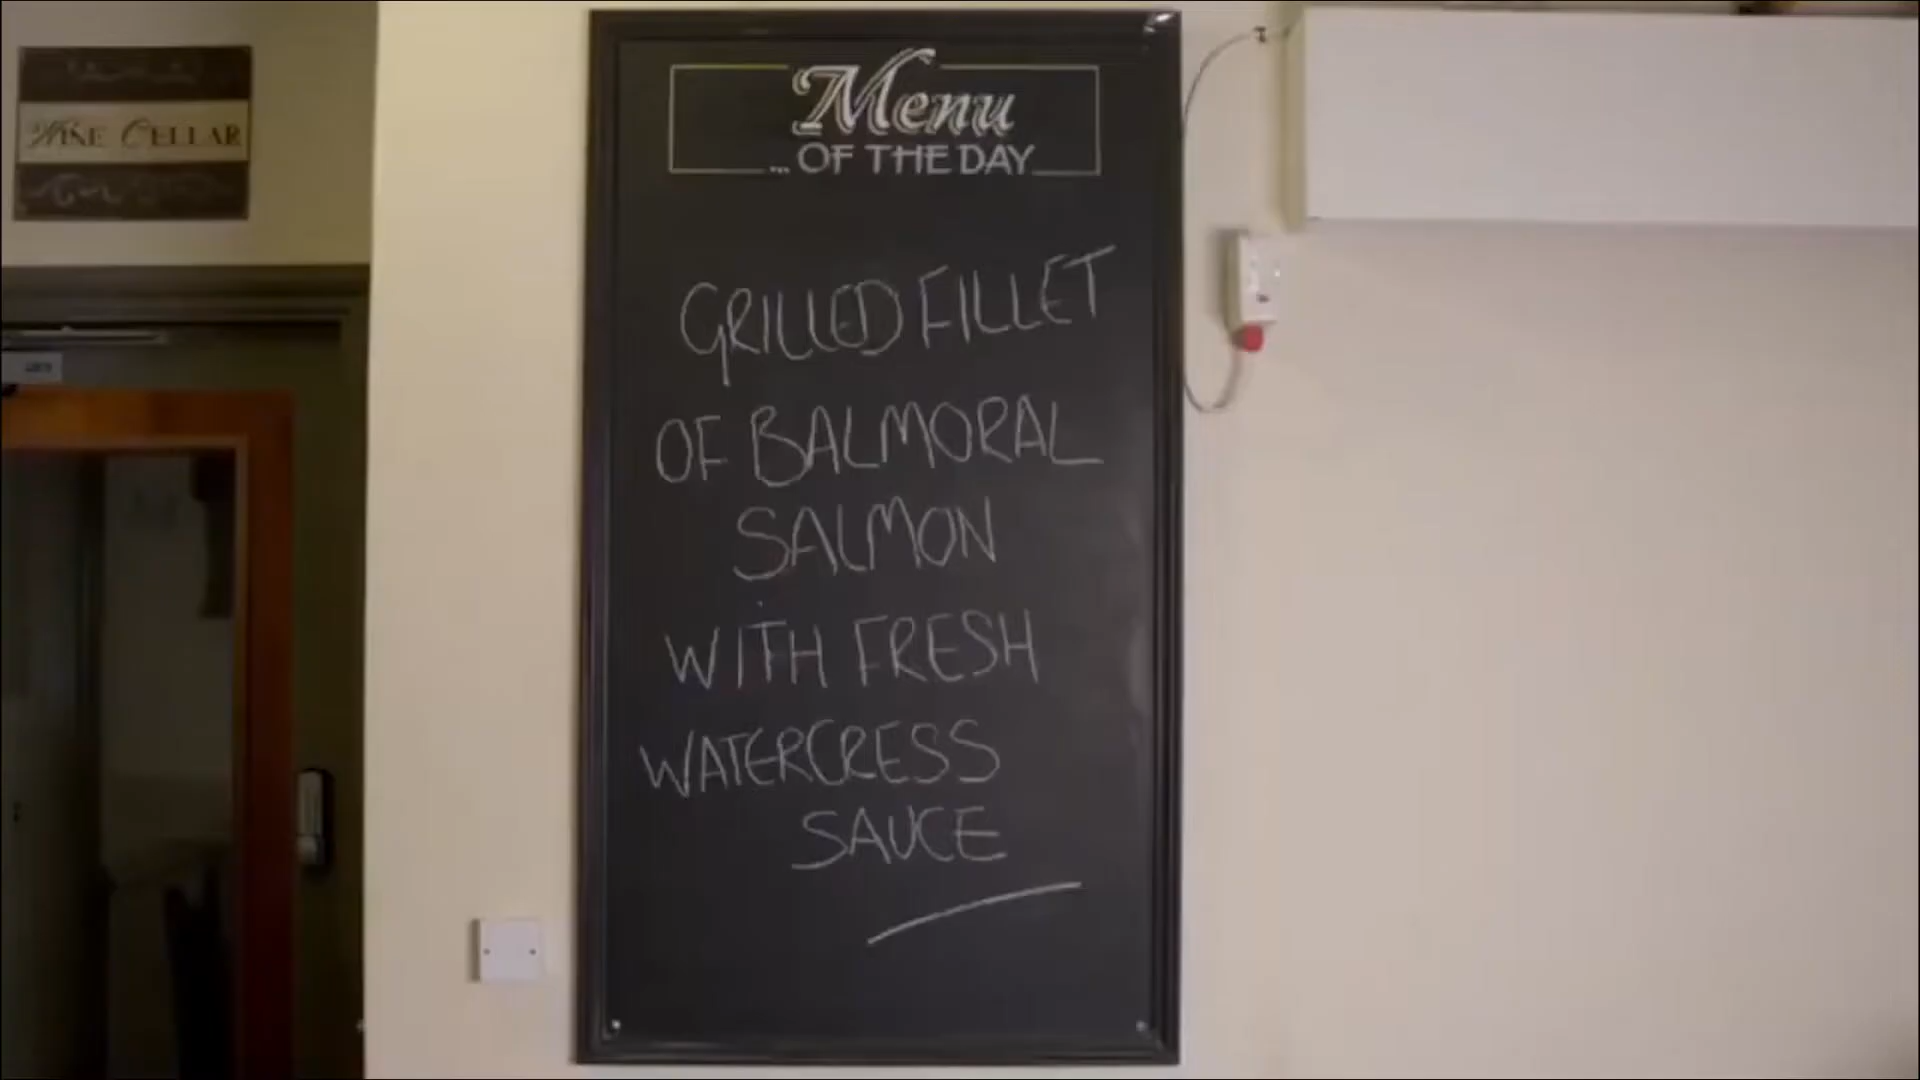 WINE CELLAR
Menu
... OF THE DAY
GRILLED FILLET
OF BALMORAL
SALMON
WITH FRESH
WATERCRESS
SAUCE